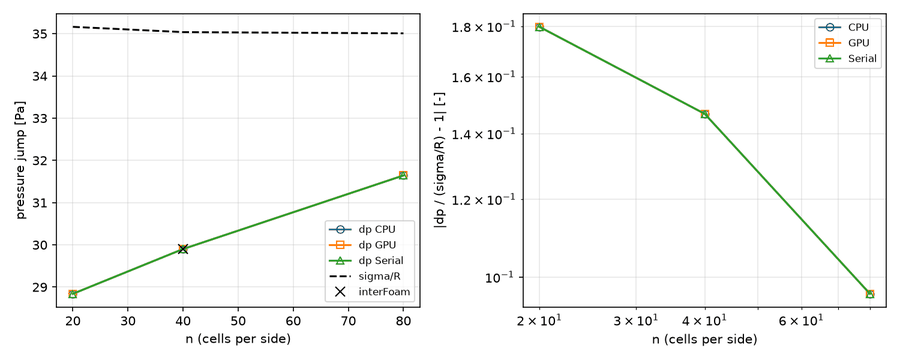 pressure jump [Pa]
35
34
33
32
31
30
29
20
30
40
50
60
70
80
n (cells per side)
dp CPU
dp GPU
dp Serial
sigma/R
interFoam
|dp / (sigma/R) - 1| [-]
1.8 × 10⁻¹
1.6 × 10⁻¹
1.4 × 10⁻¹
1.2 × 10⁻¹
10⁻¹
2 × 10¹
3 × 10¹
4 × 10¹
6 × 10¹
n (cells per side)
CPU
GPU
Serial